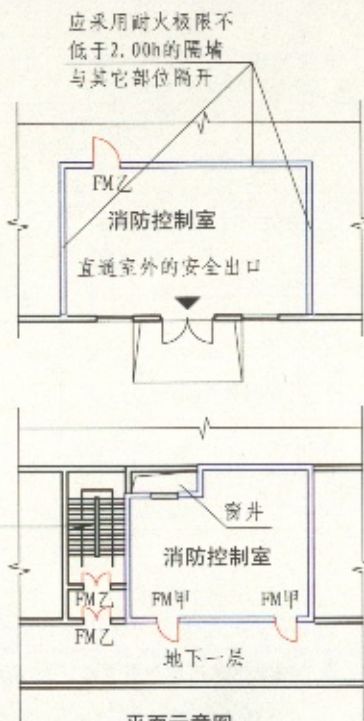 应采用耐火极限不
低于2.00h的隔墙
与其它部位隔开
FM乙
消防控制室
直通室外的安全出口
窗井
消防控制室
FM乙
FM甲
FM甲
FM乙
地下一层
平面示意图